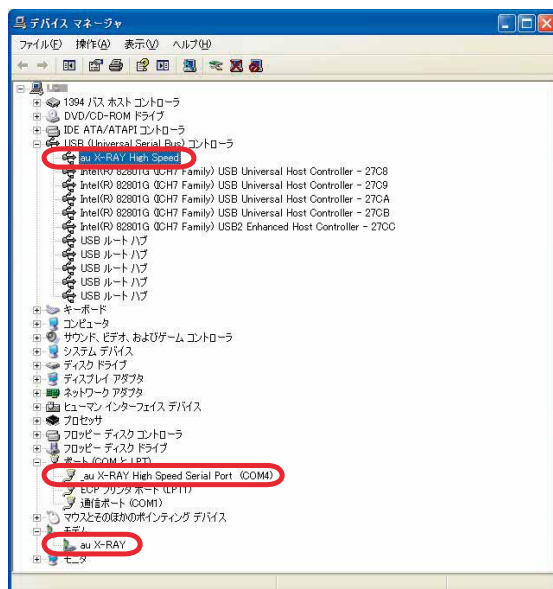 デバイス マネージャ
ファイル(F) 操作(A) 表示(V) ヘルプ(H)
1394 バス ホスト コントローラ
DVD/CD-ROM ドライブ
IDE ATA/ATAPI コントローラ
USB (Universal Serial Bus) コントローラ
au X-RAY High Speed
Intel(R) 82801G (ICH7 Family) USB Universal Host Controller - 27C8
Intel(R) 82801G (ICH7 Family) USB Universal Host Controller - 27C9
Intel(R) 82801G (ICH7 Family) USB Universal Host Controller - 27CA
Intel(R) 82801G (ICH7 Family) USB Universal Host Controller - 27CB
Intel(R) 82801G (ICH7 Family) USB2 Enhanced Host Controller - 27CC
USB ルート ハブ
USB ルート ハブ
USB ルート ハブ
USB ルート ハブ
USB ルート ハブ
キーボード
コンピュータ
サウンド、ビデオ、およびゲーム コントローラ
システム デバイス
ディスク ドライブ
ディスプレイ アダプタ
ネットワーク アダプタ
ヒューマン インターフェイス デバイス
プロセッサ
フロッピー ディスク コントローラ
フロッピー ディスク ドライブ
ポート (COM と LPT)
_au X-RAY High Speed Serial Port (COM4)
ECP プリンタ ポート (LPT1)
通信ポート (COM1)
マウスとそのほかのポインティング デバイス
モデム
au X-RAY
モニタ